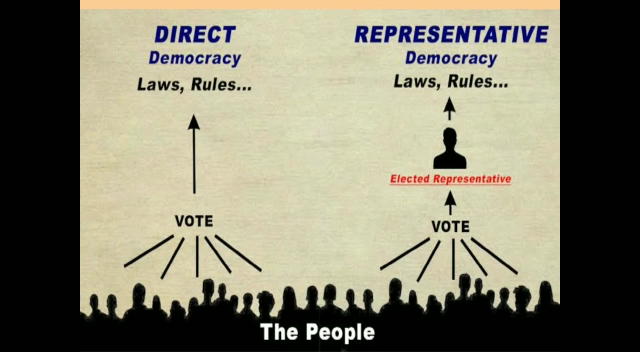 DIRECT
Democracy
Laws, Rules...
VOTE
REPRESENTATIVE
Democracy
Laws, Rules...
Elected Representative
VOTE
The People